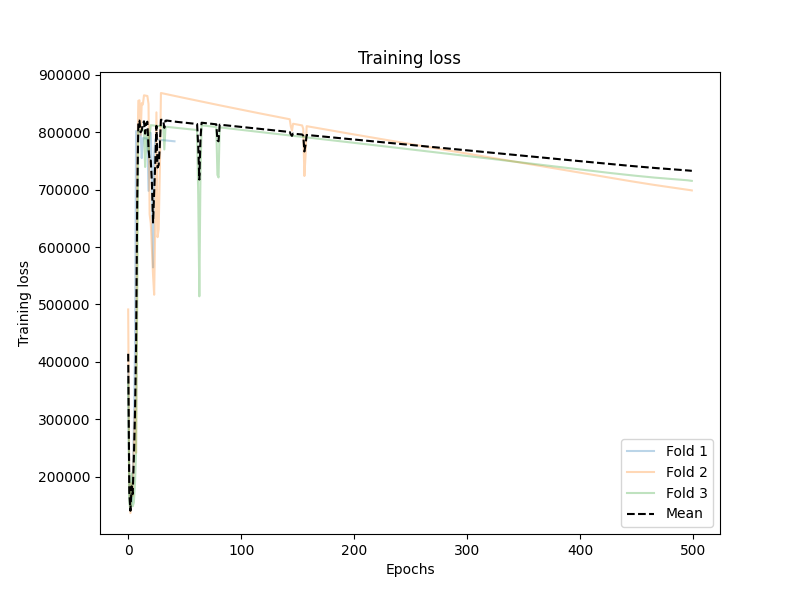 Training loss
900000
800000
700000
600000
500000
400000
300000
200000
Training loss
0
100
200
300
400
500
Epochs
Fold 1
Fold 2
Fold 3
Mean